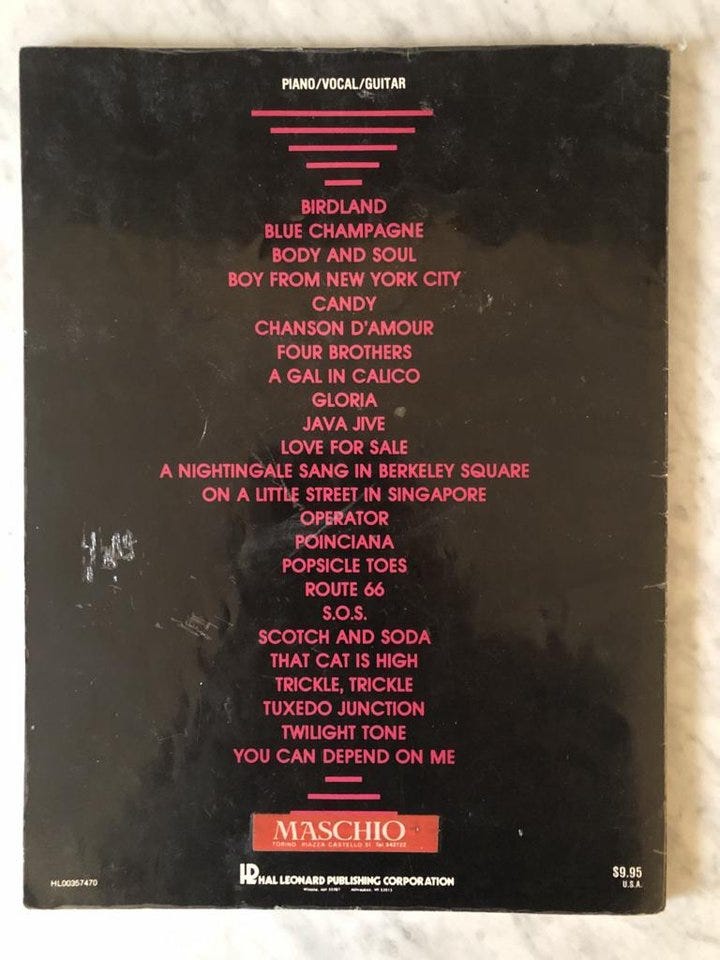 PIANO/VOCAL/GUITAR
BIRDLAND
BLUE CHAMPAGNE
BODY AND SOUL
BOY FROM NEW YORK CITY
CANDY
CHANSON D'AMOUR
FOUR BROTHERS
A GAL IN CALICO
GLORIA
JAVA JIVE
LOVE FOR SALE
A NIGHTINGALE SANG IN BERKELEY SQUARE
ON A LITTLE STREET IN SINGAPORE
OPERATOR
POINCIANA
POPSICLE TOES
ROUTE 66
S.O.S.
SCOTCH AND SODA
THAT CAT IS HIGH
TRICKLE, TRICKLE
TUXEDO JUNCTION
TWILIGHT TONE
YOU CAN DEPEND ON ME
MASCHIO
TORINO PIAZZA CASTELLO 51 Tel 542122
HL00357470
HAL LEONARD PUBLISHING CORPORATION
$9.95
U.S.A.